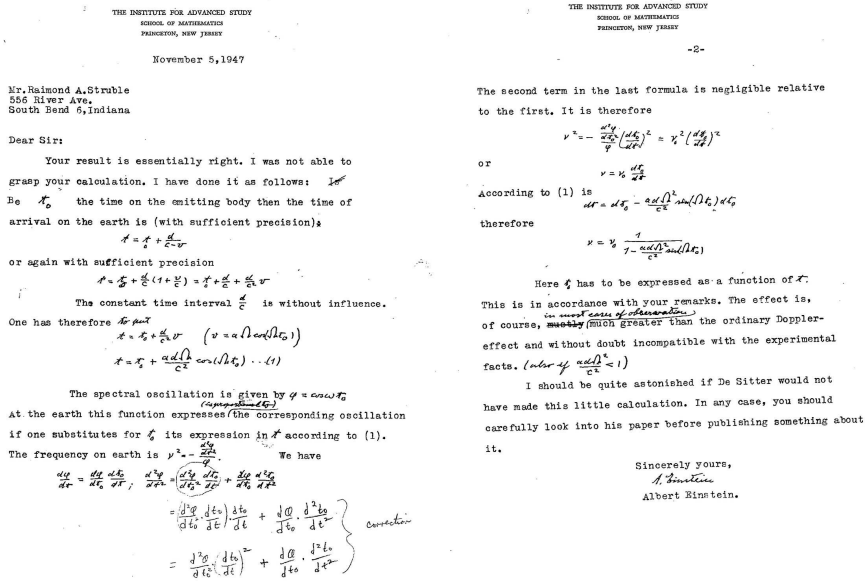 THE INSTITUTE FOR ADVANCED STUDY
SCHOOL OF MATHEMATICS
PRINCETON, NEW JERSEY
November 5,1947
Mr.Raimond A.Struble
556 River Ave.
South Bend 6,Indiana
Dear Sir:
Your result is essentially right. I was not able to
grasp your calculation. I have done it as follows:
Be t₀ the time on the emitting body then the time of
arrival on the earth is (with sufficient precision):
t = t₀ + d/(c-v)
or again with sufficient precision
t = t₀ + d/c (1 + v/c) = t₀ + d/c + d/c² v
The constant time interval d/c is without influence.
One has therefore to put
t = t₀ + d/c² v (v = aΩ cos(Ωt₀))
t = t₀ + adΩ/c² cos(Ωt₀) ..(1)
The spectral oscillation is given by φ = cos ω t₀
At the earth this function expresses (is proportional to) the corresponding oscillation
if one substitutes for t₀ its expression in t according to (1).
The frequency on earth is ν² = - (d²φ/dt²)/φ. We have
dφ/dt = dφ/dt₀ dt₀/dt; d²φ/dt² = (d²φ/dt₀² dt₀/dt) + dφ/dt₀ d²t₀/dt²
= (d²φ/dt₀² · dt₀/dt) dt₀/dt + dφ/dt₀ · d²t₀/dt²
= d²φ/dt₀² (dt₀/dt)² + dφ/dt₀ · d²t₀/dt²
correction
THE INSTITUTE FOR ADVANCED STUDY
SCHOOL OF MATHEMATICS
PRINCETON, NEW JERSEY
-2-
The second term in the last formula is negligible relative
to the first. It is therefore
ν² = - (d²φ/dt₀²)/φ (dt₀/dt)² = ν₀² (dt₀/dt)²
or
ν = ν₀ dt₀/dt
According to (1) is
dt = dt₀ - adΩ²/c² sin(Ωt₀) dt₀
therefore
ν = ν₀ 1/(1 - adΩ²/c² sin(Ωt₀))
Here t₀ has to be expressed as a function of t.
This is in accordance with your remarks. The effect is,
in most cases of observation
of course, mostly (much greater than the ordinary Doppler-
effect and without doubt incompatible with the experimental
facts. (also if adΩ²/c² < 1)
I should be quite astonished if De Sitter would not
have made this little calculation. In any case, you should
carefully look into his paper before publishing something about
it.
Sincerely yours,
A. Einstein
Albert Einstein.